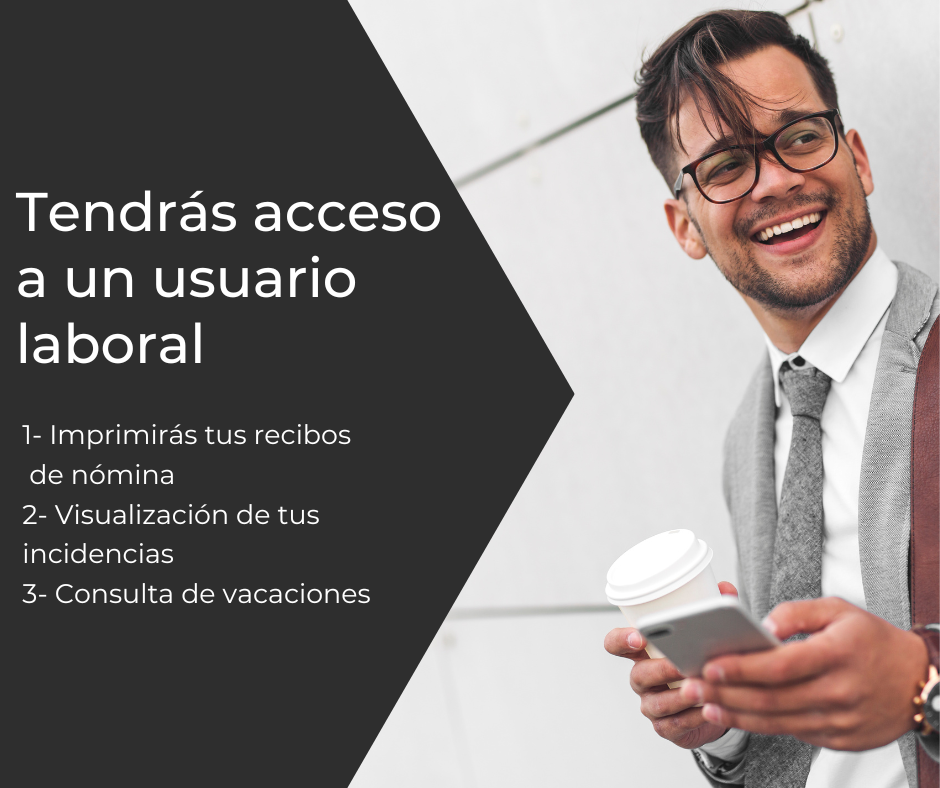 Tendrás acceso
a un usuario
laboral
1- Imprimirás tus recibos
de nómina
2- Visualización de tus
incidencias
3- Consulta de vacaciones